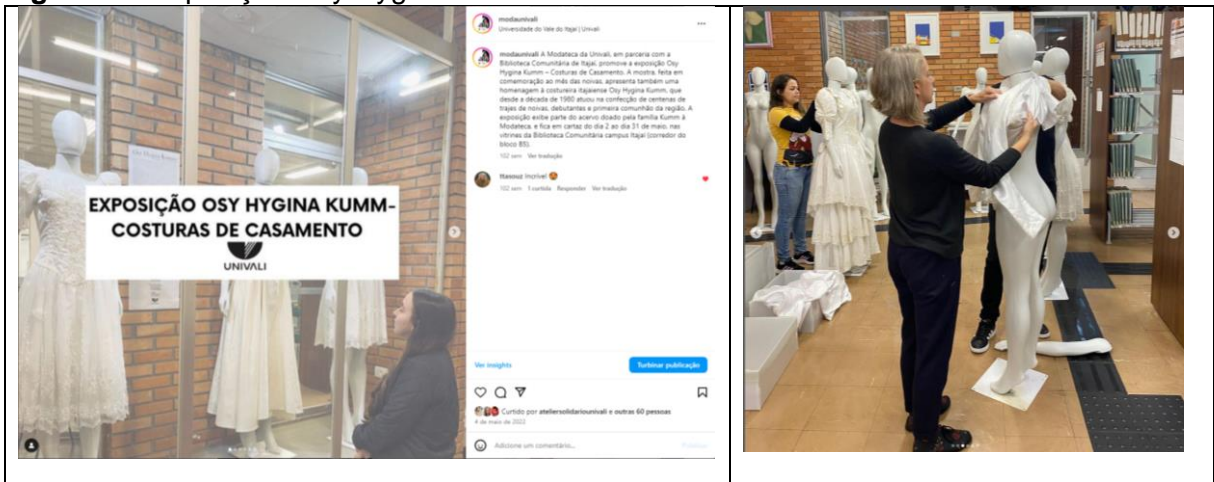 EXPOSIÇÃO OSY HYGINA KUMM-
COSTURAS DE CASAMENTO
UNIVALI
modaunivali
Universidade do Vale do Itajaí | Univali
modaunivali A Modateca da Univali, em parceria com a
Biblioteca Comunitária de Itajaí, promove a exposição Osy
Hygina Kumm – Costuras de Casamento. A mostra, feita em
comemoração ao mês das noivas, apresenta também uma
homenagem à costureira itajaiense Osy Hygina Kumm, que
desde a década de 1980 atuou na confecção de centenas de
trajes de noivas, debutantes e primeira comunhão da região. A
exposição exibe parte do acervo doado pela família Kumm à
Modateca, e fica em cartaz do dia 2 ao dia 31 de maio, nas
vitrines da Biblioteca Comunitária campus Itajaí (corredor do
bloco B5).
102 sem Ver tradução
ttasouz Incrível
102 sem 1 curtida Responder Ver tradução
Ver insights
Turbinar publicação
Curtido por ateliersolidariounivali e outras 60 pessoas
4 de maio de 2022
Adicione um comentário...
Publicar